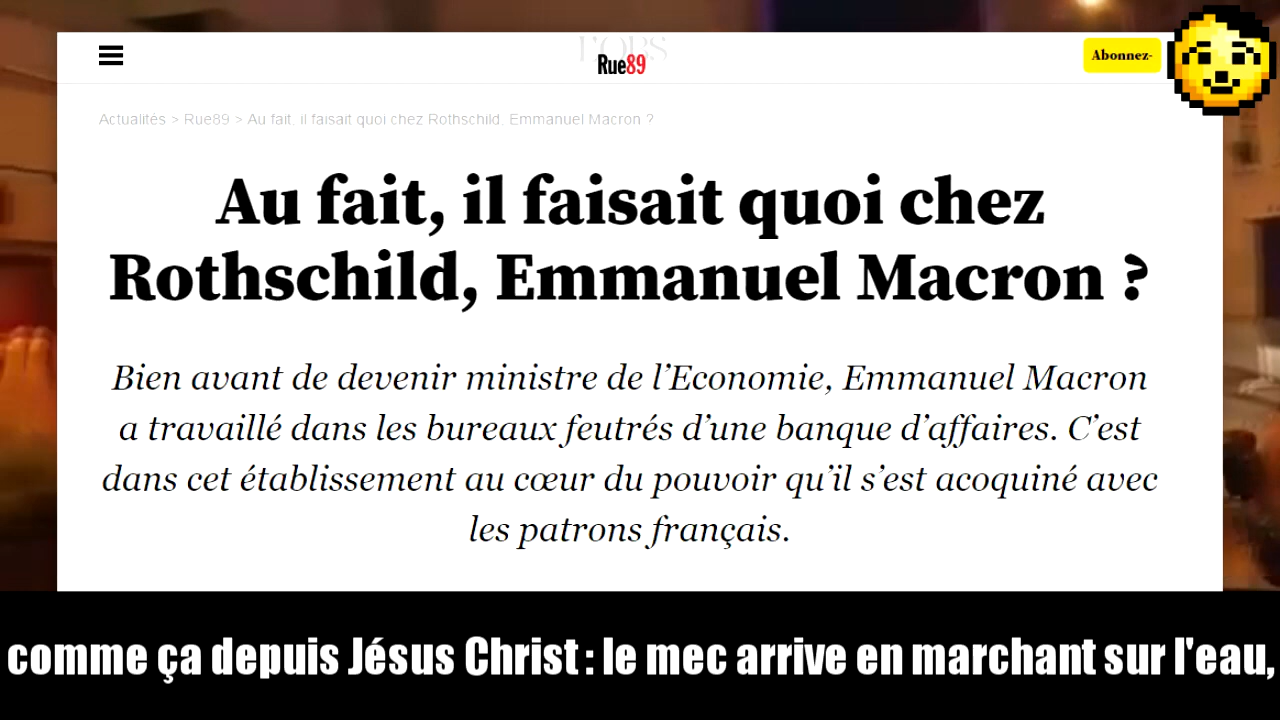 L'OBS
Rue89
Abonnez-
Actualités > Rue89 > Au fait, il faisait quoi chez Rothschild, Emmanuel Macron ?
Au fait, il faisait quoi chez
Rothschild, Emmanuel Macron ?
Bien avant de devenir ministre de l’Economie, Emmanuel Macron
a travaillé dans les bureaux feutrés d’une banque d’affaires. C’est
dans cet établissement au cœur du pouvoir qu’il s’est acoquiné avec
les patrons français.
comme ça depuis Jésus Christ : le mec arrive en marchant sur l'eau,